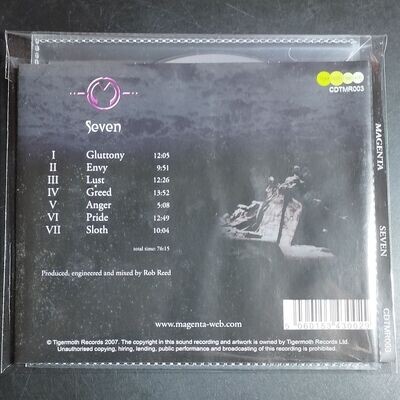 CDTMR003
Seven
I Gluttony 12:05
II Envy 9:51
III Lust 12:26
IV Greed 13:52
V Anger 5:08
VI Pride 12:49
VII Sloth 10:04
total time: 76:15
Produced, engineered and mixed by Rob Reed
www.magenta-web.com
© Tigermoth Records 2007. The copyright in this sound recording and artwork is owned by Tigermoth Records Ltd.
Unauthorised copying, hiring, lending, public performance and broadcasting of this recording is prohibited.
MAGENTA SEVEN CDTMR003